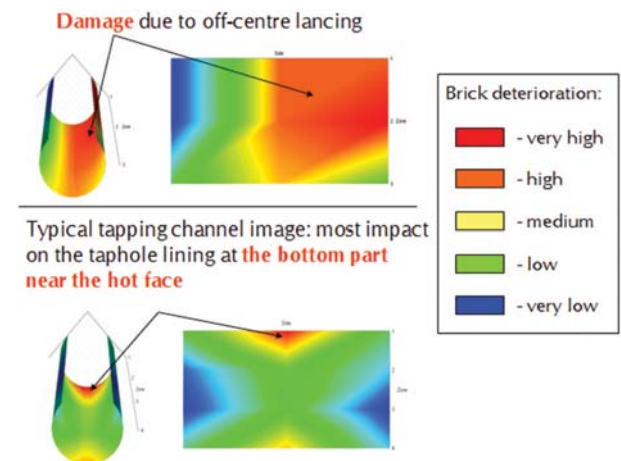 Damage due to off-centre lancing
Brick deterioration:
- very high
- high
- medium
- low
- very low
Typical tapping channel image: most impact
on the taphole lining at the bottom part
near the hot face